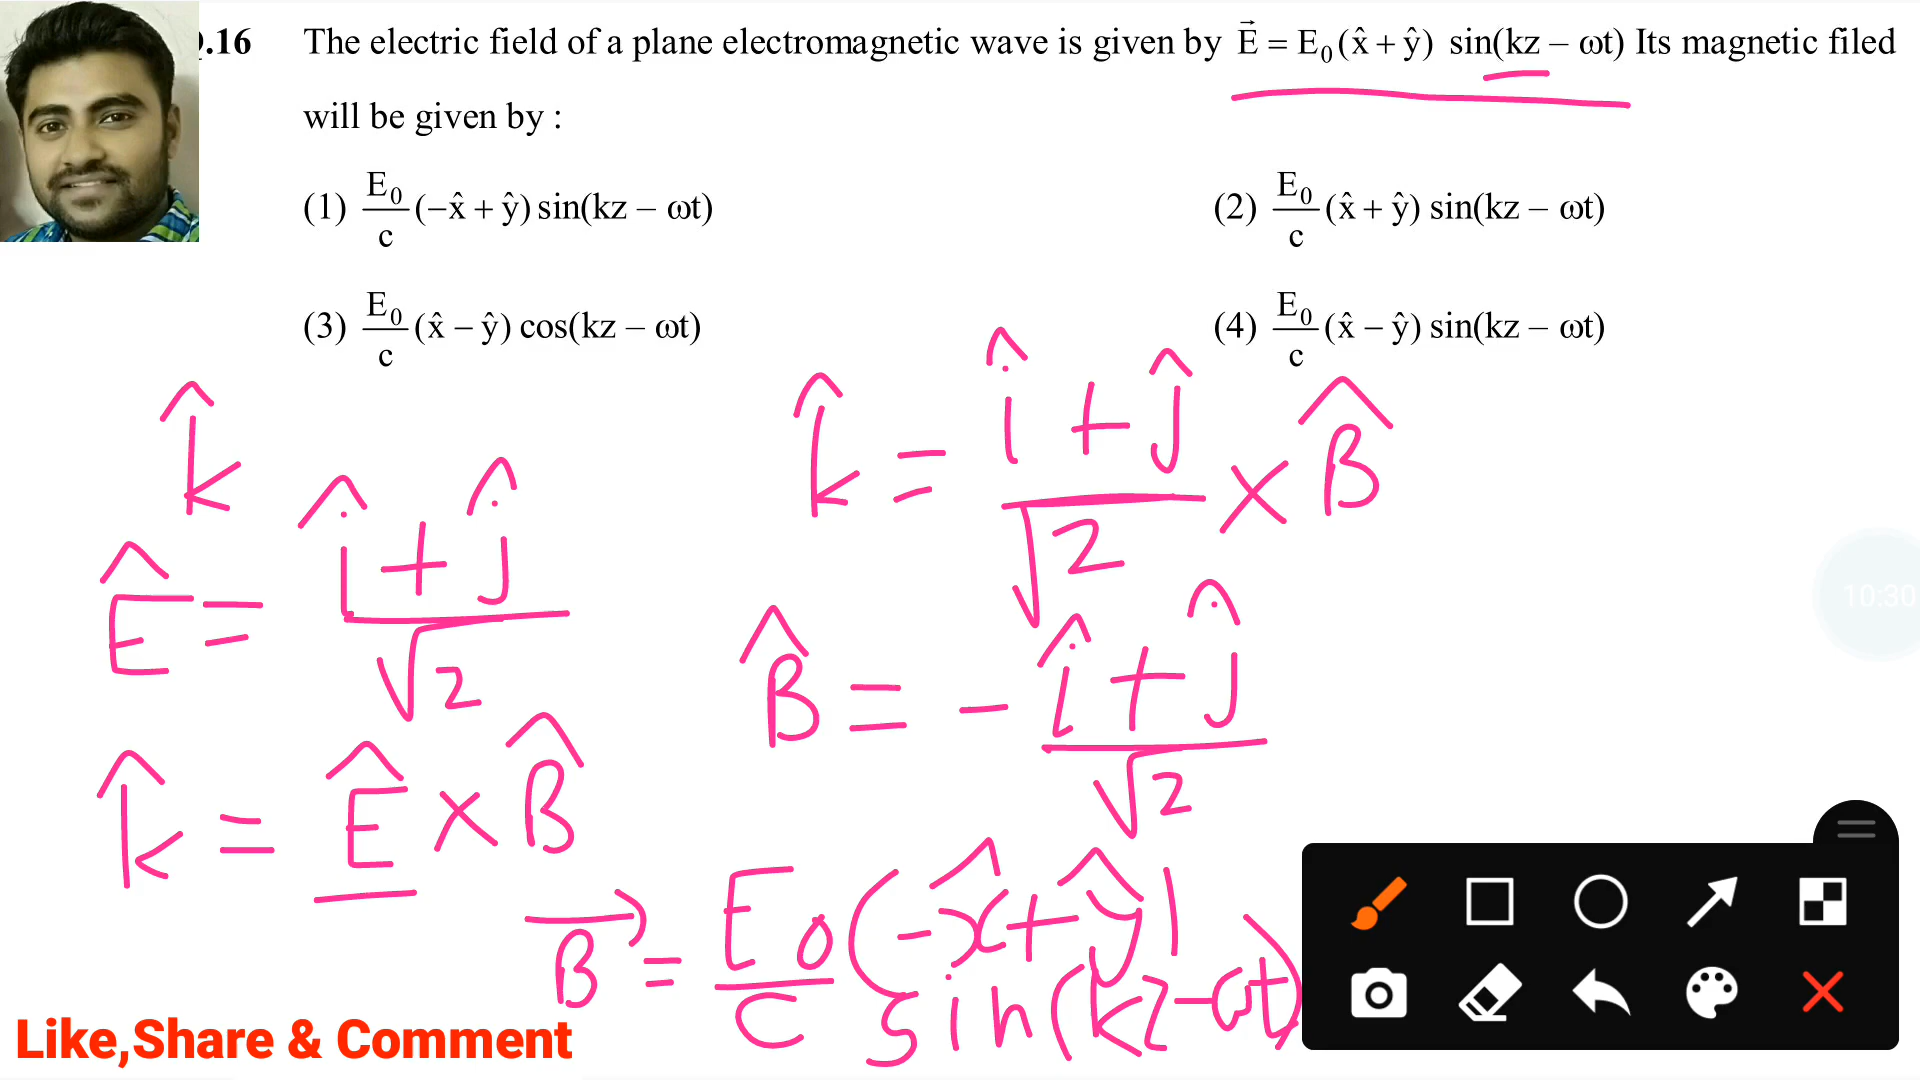 .16 The electric field of a plane electromagnetic wave is given by E⃗ = E₀(x̂ + ŷ) sin(kz – ωt) Its magnetic filed
will be given by :
(1) E₀/c (–x̂ + ŷ) sin(kz – ωt) (2) E₀/c (x̂ + ŷ) sin(kz – ωt)
(3) E₀/c (x̂ – ŷ) cos(kz – ωt) (4) E₀/c (x̂ – ŷ) sin(kz – ωt)
k̂
Ê = î + ĵ / √2
k̂ = Ê × B̂
k̂ = î + ĵ / √2 × B̂
B̂ = – î + ĵ / √2
B⃗ = E₀/C (–x̂ + ŷ)
sin(kz – ωt)
10:30
Like,Share & Comment